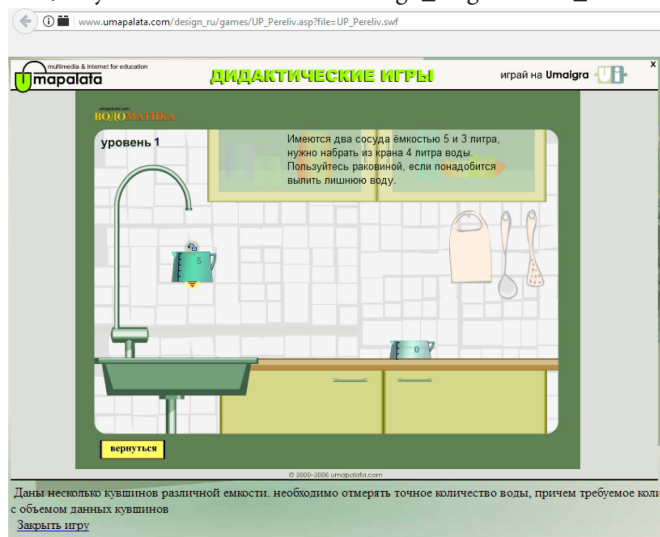 www.umapalata.com/design_ru/games/UP_Pereliv.asp?file=UP_Pereliv.swf
multimedia & internet for education
Umapalata
ДИДАКТИЧЕСКИЕ ИГРЫ
играй на Umaigra
x
umapalata.com
ВОДОМАТИКА
уровень 1
Имеются два сосуда ёмкостью 5 и 3 литра,
нужно набрать из крана 4 литра воды.
Пользуйтесь раковиной, если понадобится
вылить лишнюю воду.
5
0
вернуться
© 2000-2006 umapalata.com
Даны несколько кувшинов различной емкости. необходимо отмерять точное количество воды, причем требуемое коли
с объемом данных кувшинов
Закрыть игру